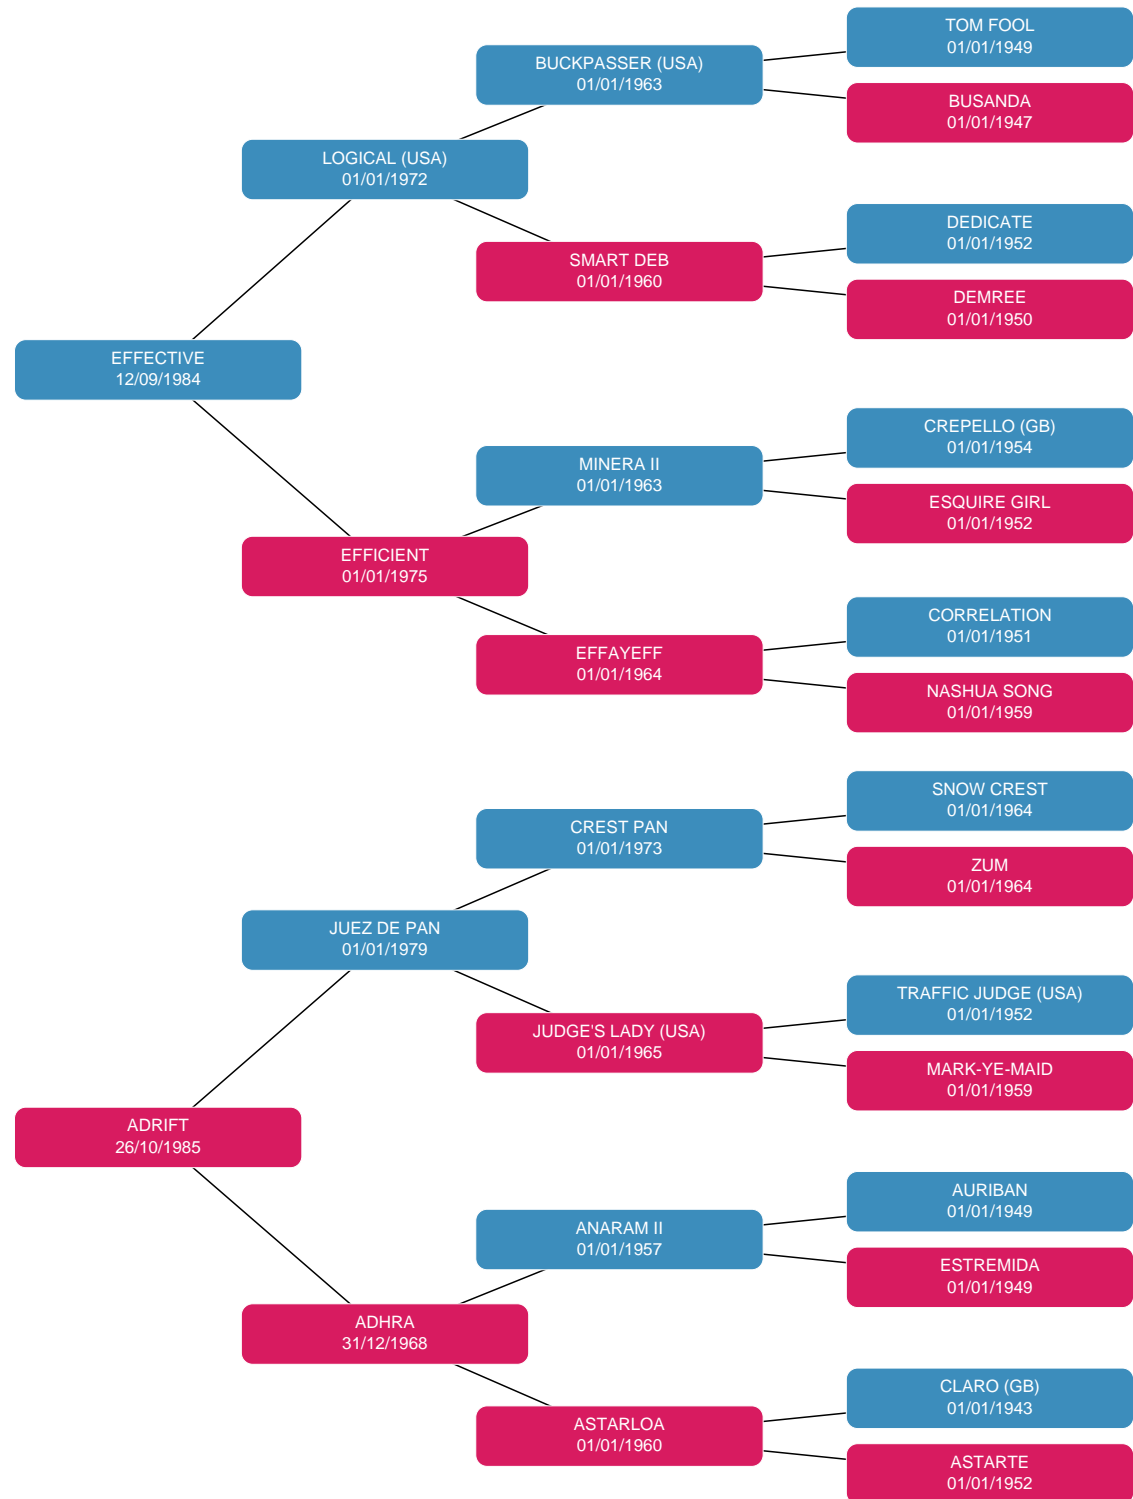 TOM FOOL
01/01/1949
BUCKPASSER (USA)
01/01/1963
BUSANDA
01/01/1947
LOGICAL (USA)
01/01/1972
DEDICATE
01/01/1952
SMART DEB
01/01/1960
DEMREE
01/01/1950
EFFECTIVE
12/09/1984
CREPELLO (GB)
01/01/1954
MINERA II
01/01/1963
ESQUIRE GIRL
01/01/1952
EFFICIENT
01/01/1975
CORRELATION
01/01/1951
EFFAYEFF
01/01/1964
NASHUA SONG
01/01/1959
SNOW CREST
01/01/1964
CREST PAN
01/01/1973
ZUM
01/01/1964
JUEZ DE PAN
01/01/1979
TRAFFIC JUDGE (USA)
01/01/1952
JUDGE'S LADY (USA)
01/01/1965
MARK-YE-MAID
01/01/1959
ADRIFT
26/10/1985
AURIBAN
01/01/1949
ANARAM II
01/01/1957
ESTREMIDA
01/01/1949
ADHRA
31/12/1968
CLARO (GB)
01/01/1943
ASTARLOA
01/01/1960
ASTARTE
01/01/1952